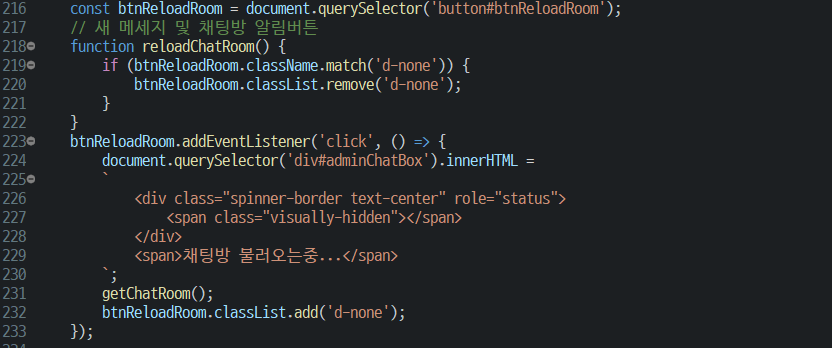 216 const btnReloadRoom = document.querySelector('button#btnReloadRoom');
217 // 새 메세지 및 채팅방 알림버튼
218 function reloadChatRoom() {
219 if (btnReloadRoom.className.match('d-none')) {
220 btnReloadRoom.classList.remove('d-none');
221 }
222 }
223 btnReloadRoom.addEventListener('click', () => {
224 document.querySelector('div#adminChatBox').innerHTML =
225 `
226 <div class="spinner-border text-center" role="status">
227 <span class="visually-hidden"></span>
228 </div>
229 <span>채팅방 불러오는중...</span>
230 `;
231 getChatRoom();
232 btnReloadRoom.classList.add('d-none');
233 });